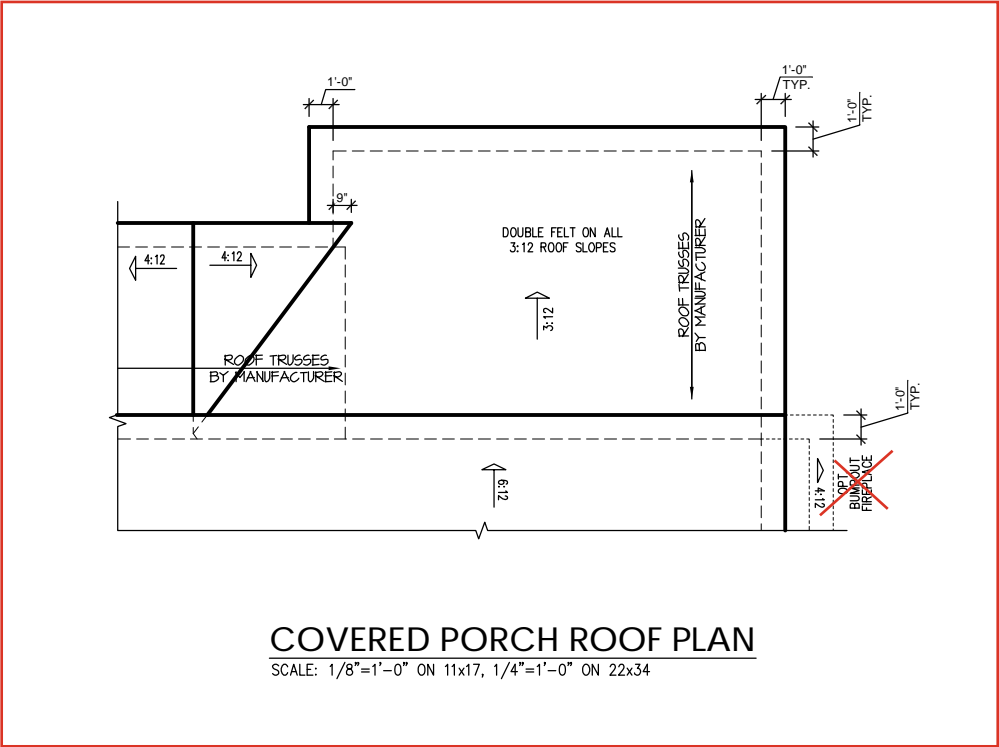 1'-0"
1'-0"
TYP.
1'-0"
TYP.
9"
DOUBLE FELT ON ALL
3:12 ROOF SLOPES
ROOF TRUSSES
BY MANUFACTURER
4:12
4:12
3:12
ROOF TRUSSES
BY MANUFACTURER
1'-0"
TYP.
6:12
4:12
OPT
BUMPOUT
FIREPLACE
COVERED PORCH ROOF PLAN
SCALE: 1/8"=1'-0" ON 11x17, 1/4"=1'-0" ON 22x34